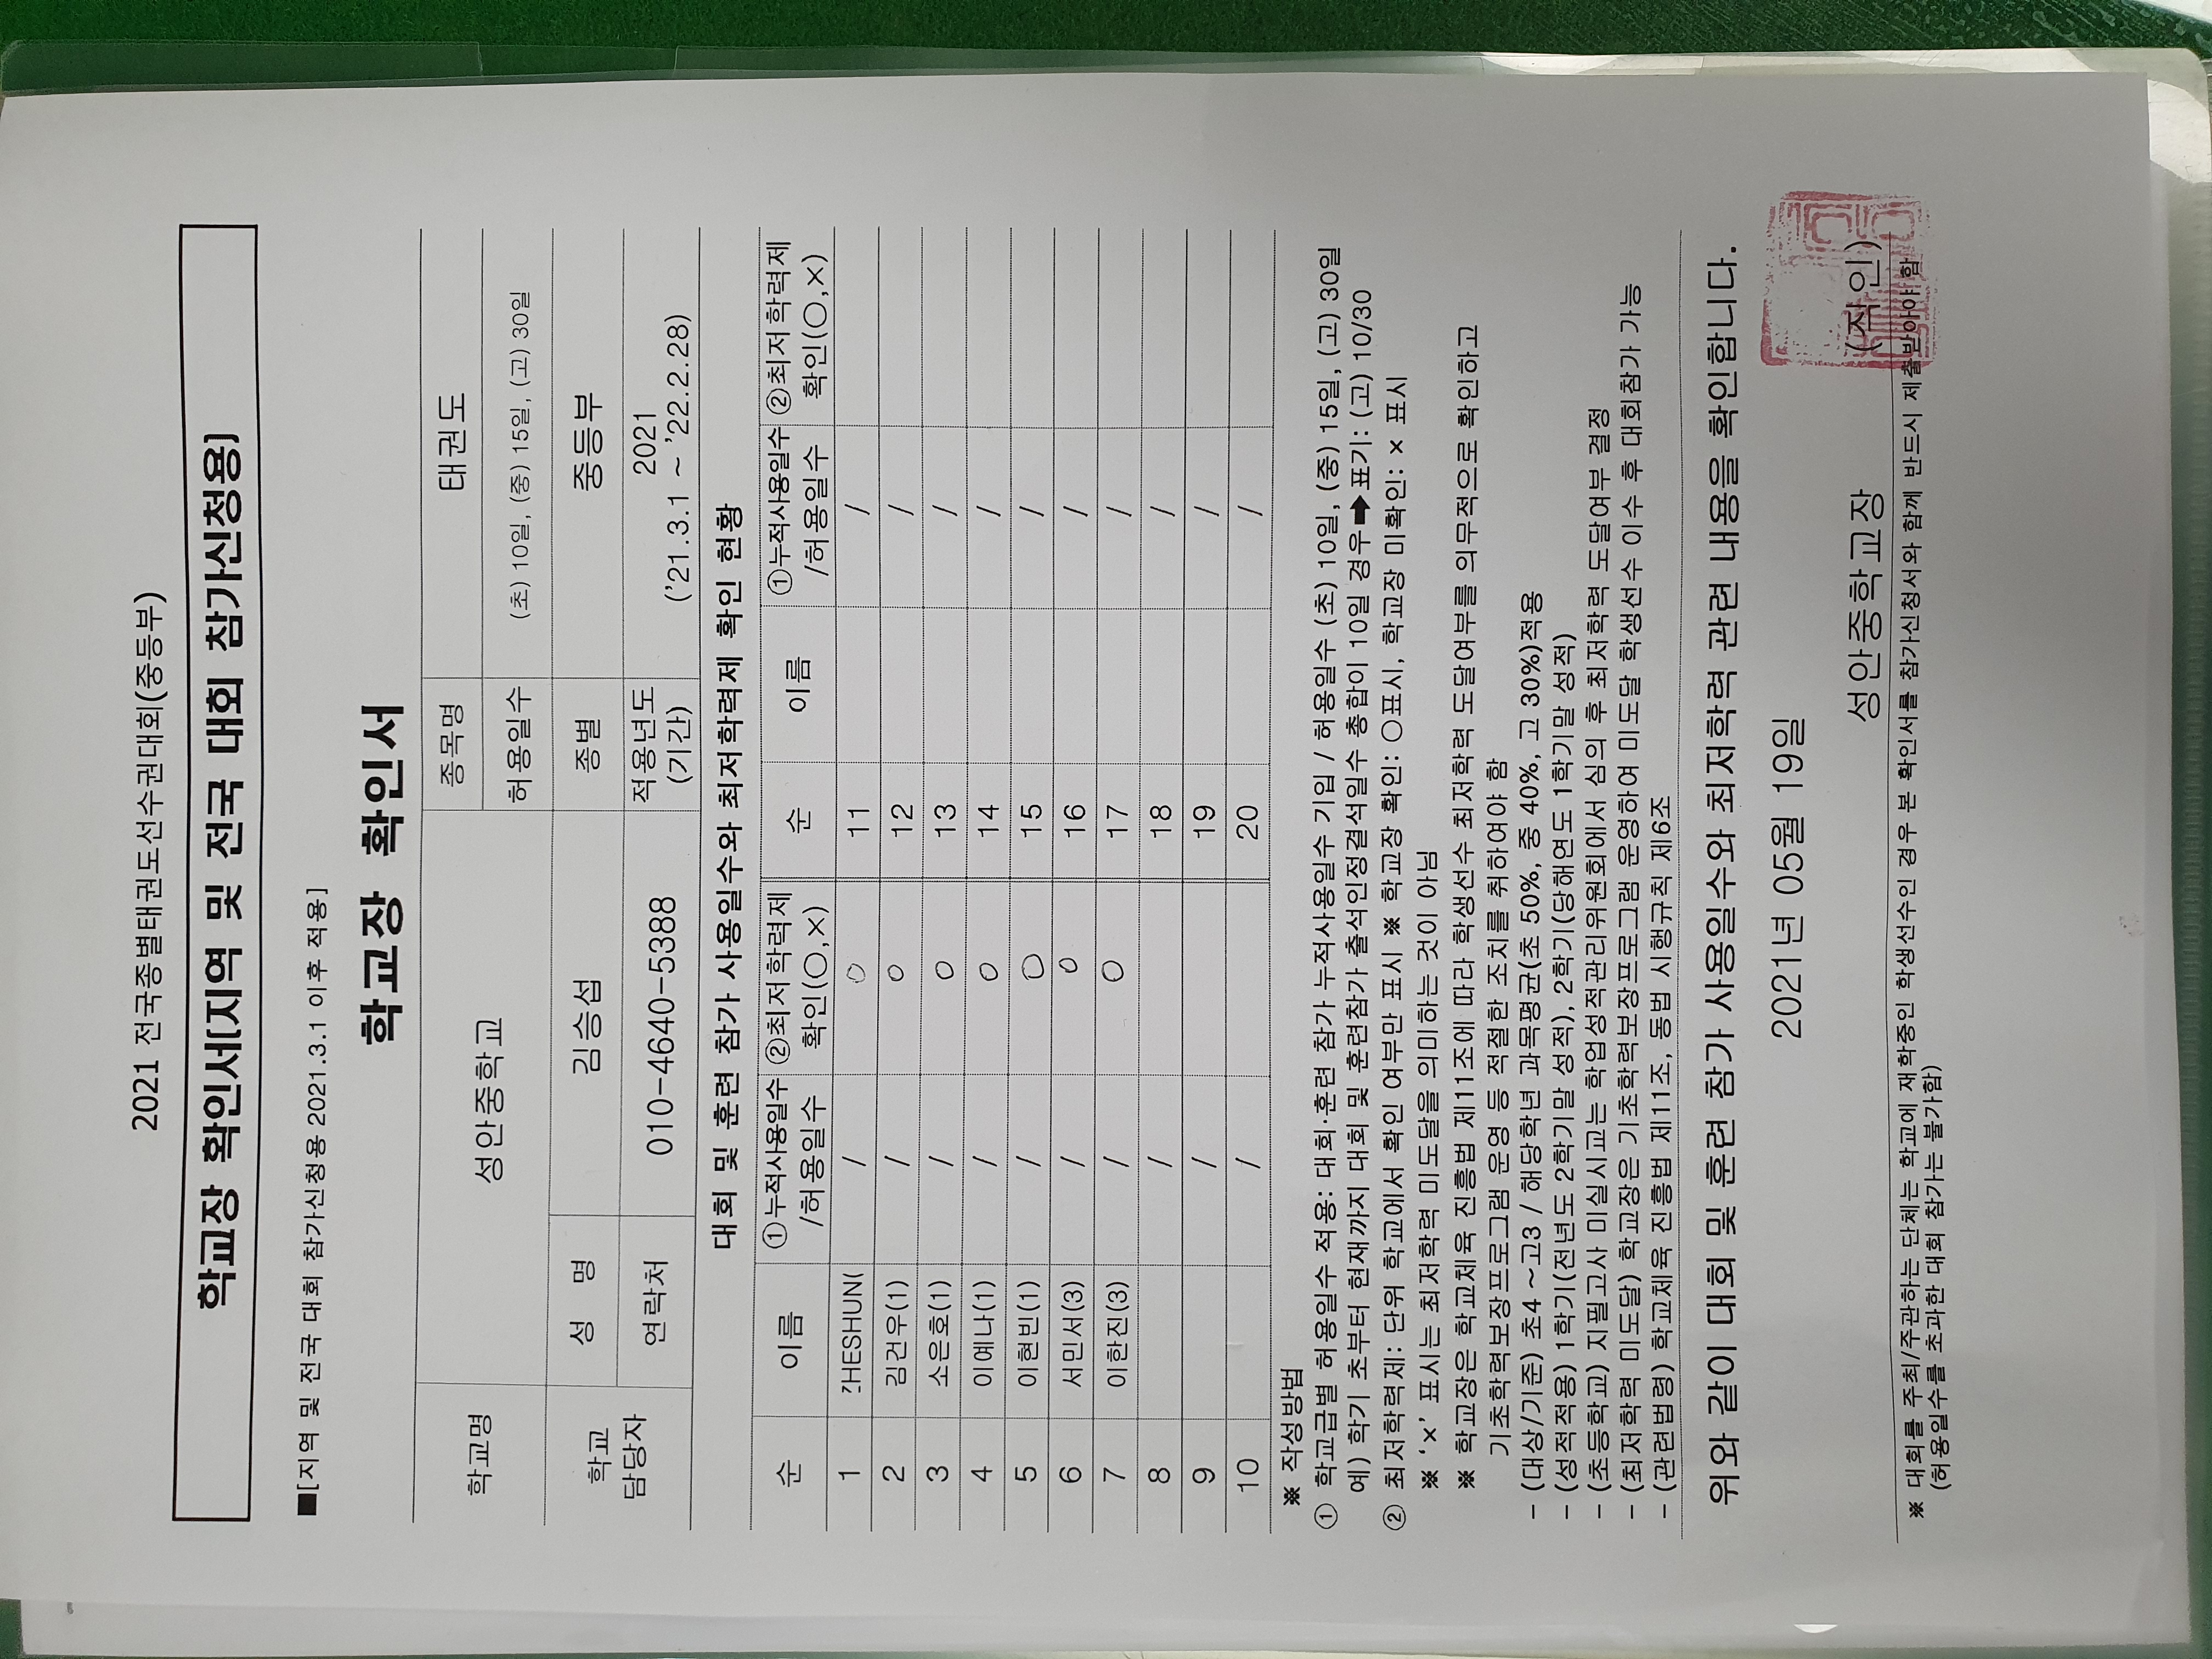 2021 전국종별태권도선수권대회(중등부)
학교장 확인서[지역 및 전국 대회 참가신청용]
■[지역 및 전국 대회 참가신청용 2021.3.1 이후 적용]
학교장 확인서
학교명 성안중학교 종목명 태권도
허용일수 (초) 10일, (중) 15일, (고) 30일
학교 담당자 성 명 김승섭 종별 중등부
연락처 010-4640-5388 적용년도 (기간) 2021 ('21.3.1 ~ '22.2.28)
대회 및 훈련 참가 사용일수와 최저학력제 확인 현황
순 이름 ①누적사용일수 ②최저학력제 순 이름 ①누적사용일수 ②최저학력제
/허용일수 확인(○,×) /허용일수 확인(○,×)
1 HESHUN( / ○ 11 /
2 김건우(1) / ○ 12 /
3 소은호(1) / ○ 13 /
4 이예나(1) / ○ 14 /
5 이현빈(1) / ○ 15 /
6 서민서(3) / ○ 16 /
7 이한진(3) / ○ 17 /
8 / 18 /
9 / 19 /
10 / 20 /
※ 작성방법
① 학교급별 허용일수 적용: 대회·훈련 참가 누적사용일수 기입 / 허용일수 (초) 10일, (중) 15일, (고) 30일
예) 학기 초부터 현재까지 대회 및 훈련참가 출석인정결석일수 총합이 10일 경우➡표기: (고) 10/30
② 최저학력제: 단위 학교에서 확인 여부만 표시 ※ 학교장 확인: ○표시, 학교장 미확인: × 표시
※ '×' 표시는 최저학력 미도달을 의미하는 것이 아님
※ 학교장은 학교체육 진흥법 제11조에 따라 학생선수 최저학력 도달여부를 의무적으로 확인하고
기초학력보장프로그램 운영 등 적절한 조치를 취하여야 함
- (대상/기준) 초4 ~고3 / 해당학년 과목평균(초 50%, 중 40%, 고 30%)적용
- (성적적용) 1학기(전년도 2학기말 성적), 2학기(당해연도 1학기말 성적)
- (초등학교) 지필고사 미실시교는 학업성적관리위원회에서 심의 후 최저학력 도달여부 결정
- (최저학력 미도달) 학교장은 기초학력보장프로그램 운영하여 미도달 학생선수 이수 후 대회참가 가능
- (관련법령) 학교체육 진흥법 제11조, 동법 시행규칙 제6조
위와 같이 대회 및 훈련 참가 사용일수와 최저학력 관련 내용을 확인합니다.
2021년 05월 19일
성안중학교장 (직인)
※ 대회를 주최/주관하는 단체는 학교에 재학중인 학생선수인 경우 본 확인서를 참가신청서와 함께 반드시 제출받아야 함
(허용일수를 초과한 대회 참가는 불가함)